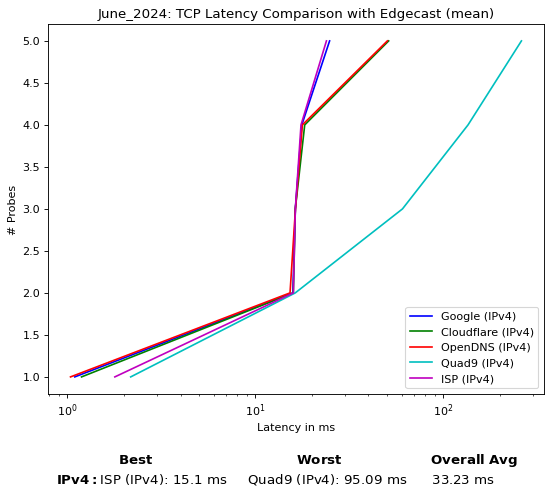 June_2024: TCP Latency Comparison with Edgecast (mean)
5.0
4.5
4.0
3.5
3.0
2.5
2.0
1.5
1.0
# Probes
Google (IPv4)
Cloudflare (IPv4)
OpenDNS (IPv4)
Quad9 (IPv4)
ISP (IPv4)
10⁰ 10¹ 10²
Latency in ms
Best Worst Overall Avg
IPv4: ISP (IPv4): 15.1 ms Quad9 (IPv4): 95.09 ms 33.23 ms